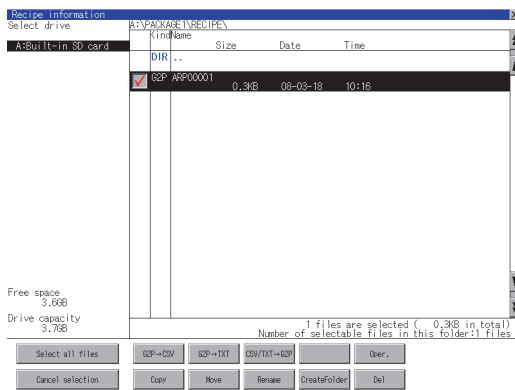 Recipe information
Select drive
A:\PACKAGE1\RECIPE\
A:Built-in SD card
Kind Name
Size Date Time
DIR ..
G2P ARP00001
0.3KB 08-03-18 10:16
Free space
3.6GB
Drive capacity
3.7GB
1 files are selected ( 0.3KB in total)
Number of selectable files in this folder:1 files
Select all files G2P→CSV G2P→TXT CSV/TXT→G2P Oper.
Cancel selection Copy Move Rename CreateFolder Del